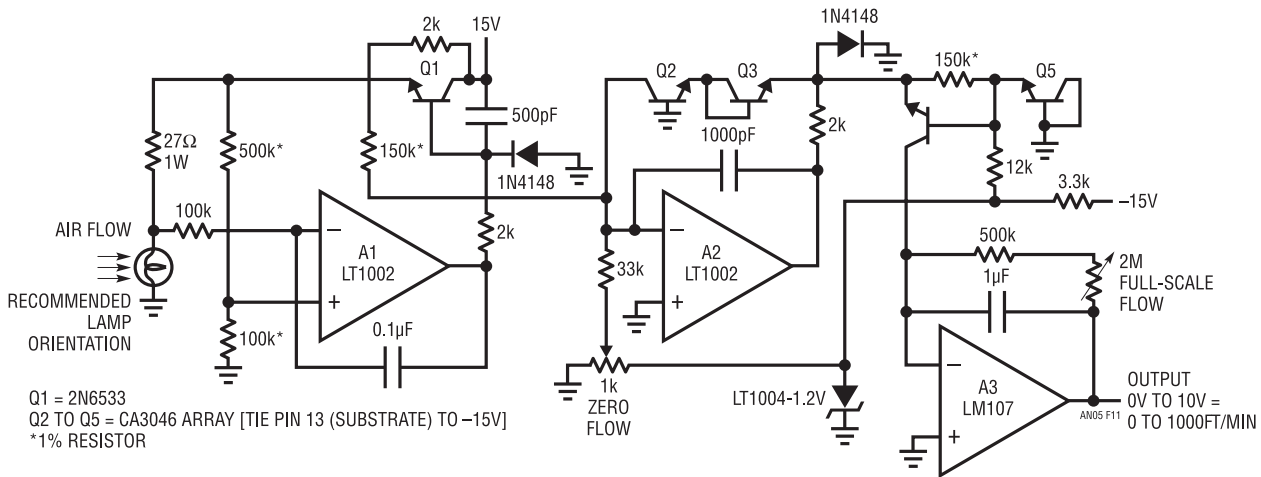 1N4148
2k
15V
Q1
Q2
Q3
150k*
Q5
500pF
1000pF
2k
27Ω
1W
500k*
150k*
1N4148
12k
3.3k
–15V
AIR FLOW
100k
2k
A1
LT1002
33k
A2
LT1002
500k
1µF
2M
FULL-SCALE
FLOW
RECOMMENDED
LAMP
ORIENTATION
100k*
0.1µF
1k
ZERO
FLOW
LT1004-1.2V
A3
LM107
OUTPUT
0V TO 10V =
0 TO 1000FT/MIN
AN05 F11
Q1 = 2N6533
Q2 TO Q5 = CA3046 ARRAY [TIE PIN 13 (SUBSTRATE) TO –15V]
*1% RESISTOR